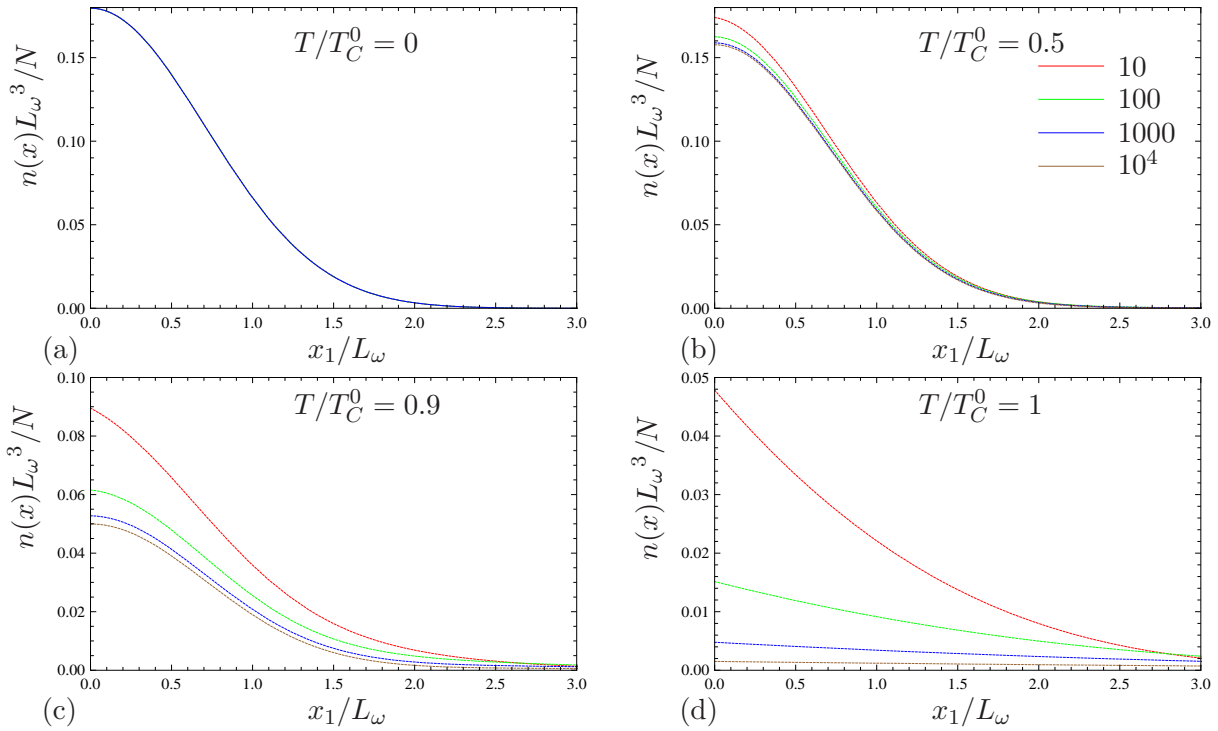 T/T_C^0 = 0
n(x)L_ω^3/N
0.15
0.10
0.05
0.00
0.0 0.5 1.0 1.5 2.0 2.5 3.0
(a) x_1/L_ω
T/T_C^0 = 0.5
n(x)L_ω^3/N
10
100
1000
10^4
0.15
0.10
0.05
0.00
0.0 0.5 1.0 1.5 2.0 2.5 3.0
(b) x_1/L_ω
T/T_C^0 = 0.9
n(x)L_ω^3/N
0.10
0.08
0.06
0.04
0.02
0.00
0.0 0.5 1.0 1.5 2.0 2.5 3.0
(c) x_1/L_ω
T/T_C^0 = 1
n(x)L_ω^3/N
0.05
0.04
0.03
0.02
0.01
0.00
0.0 0.5 1.0 1.5 2.0 2.5 3.0
(d) x_1/L_ω